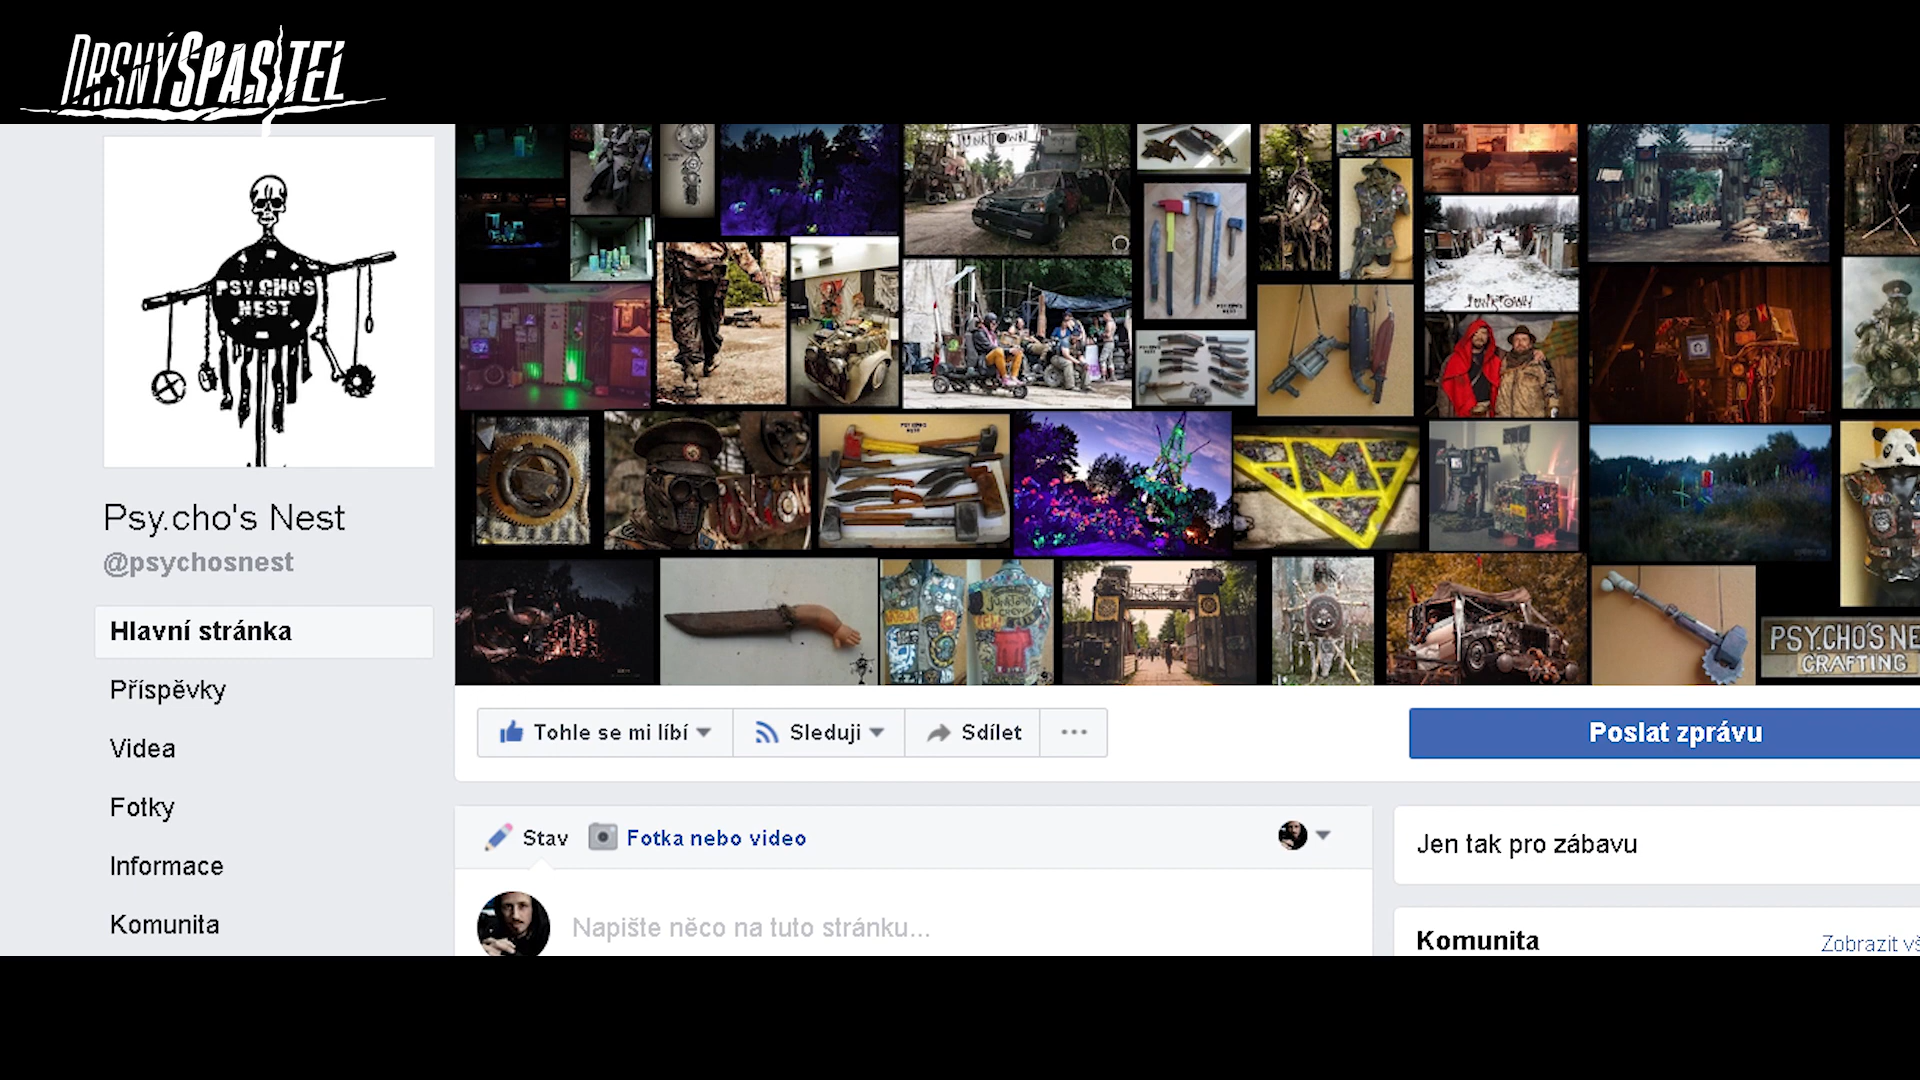 DRSNÝSPASITEL
PSY.CHO'S
NEST
Psy.cho's Nest
@psychosnest
Hlavní stránka
Příspěvky
Videa
Fotky
Informace
Komunita
JUNKTOWN
JUNKTOWN
PSY.CHO'S NE
CRAFTING
Tohle se mi líbí
Sleduji
Sdílet
Poslat zprávu
Stav
Fotka nebo video
Napište něco na tuto stránku...
Jen tak pro zábavu
Komunita
Zobrazit vš